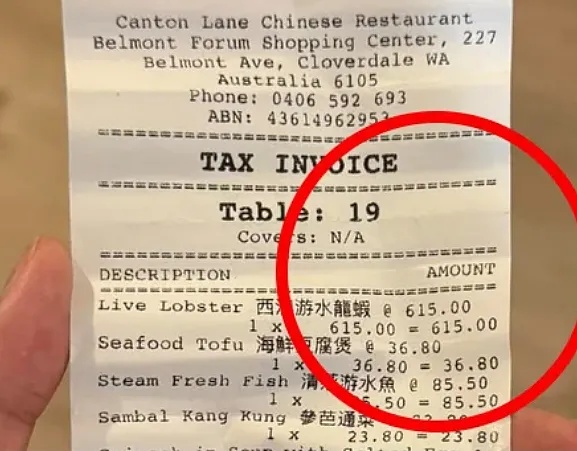 Canton Lane Chinese Restaurant
Belmont Forum Shopping Center, 227
Belmont Ave, Cloverdale WA
Australia 6105
Phone: 0406 592 693
ABN: 43614962953
TAX INVOICE
Table: 19
Covers: N/A
DESCRIPTION AMOUNT
Live Lobster 西澳游水龍蝦 @ 615.00
1 x 615.00 = 615.00
Seafood Tofu 海鮮豆腐煲 @ 36.80
1 x 36.80 = 36.80
Steam Fresh Fish 清蒸游水魚 @ 85.50
1 x 85.50 = 85.50
Sambal Kang Kung 參芭通菜 @ 23.80
1 x 23.80 = 23.80